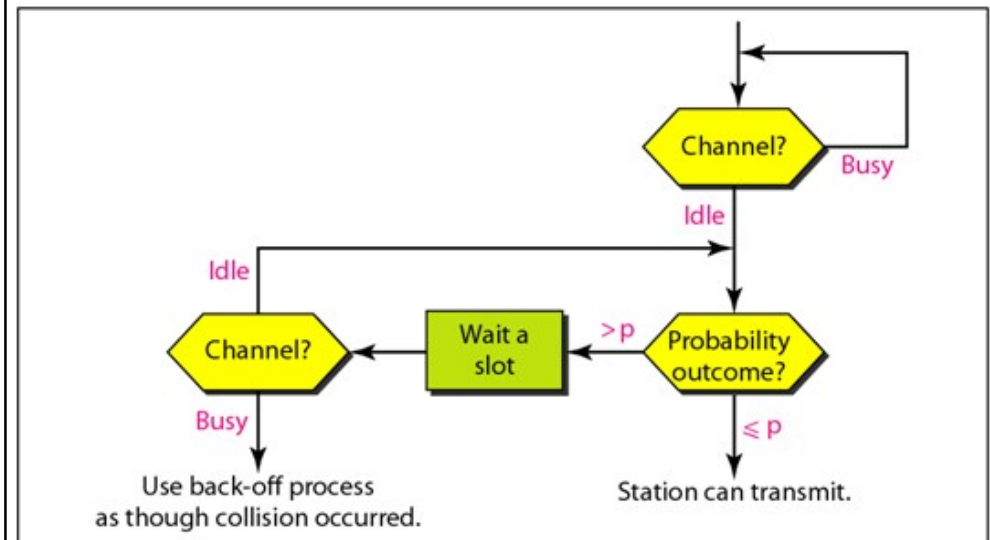 Channel?
Busy
Idle
Idle
Channel?
Wait a
slot
>p
Probability
outcome?
Busy
≤ p
Use back-off process
as though collision occurred.
Station can transmit.